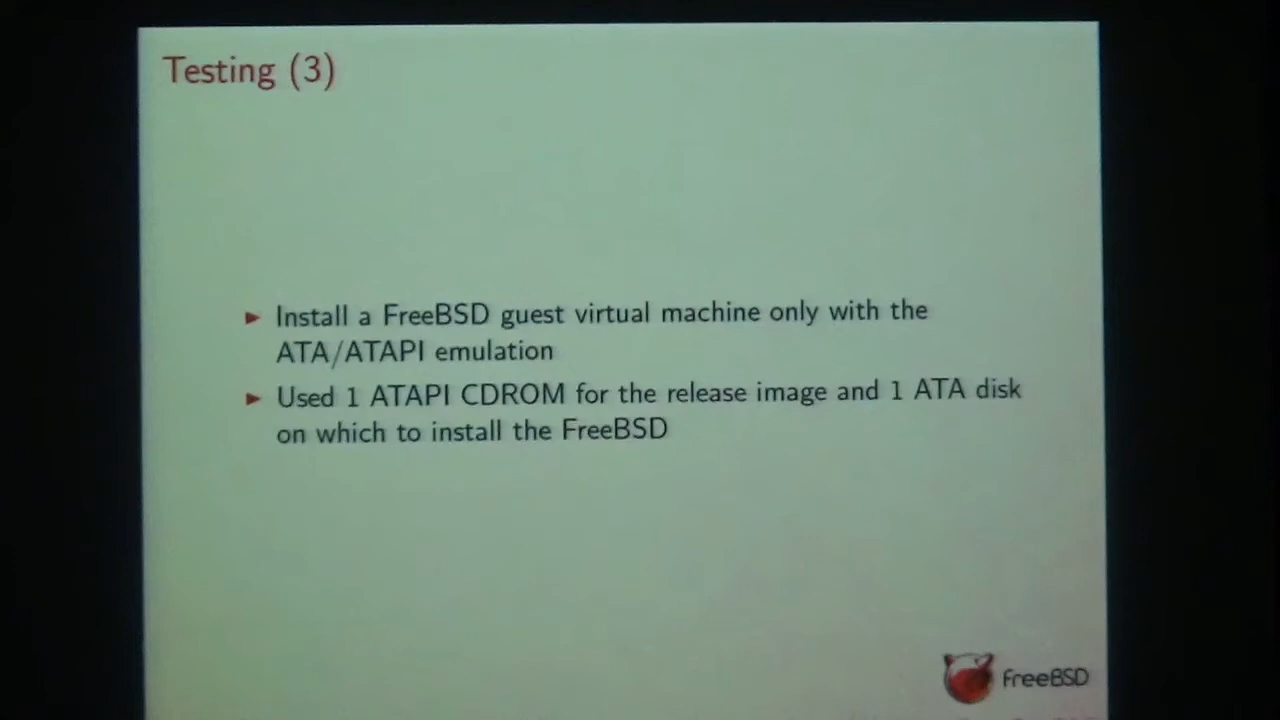 Testing (3)
Install a FreeBSD guest virtual machine only with the
ATA/ATAPI emulation
Used 1 ATAPI CDROM for the release image and 1 ATA disk
on which to install the FreeBSD
FreeBSD